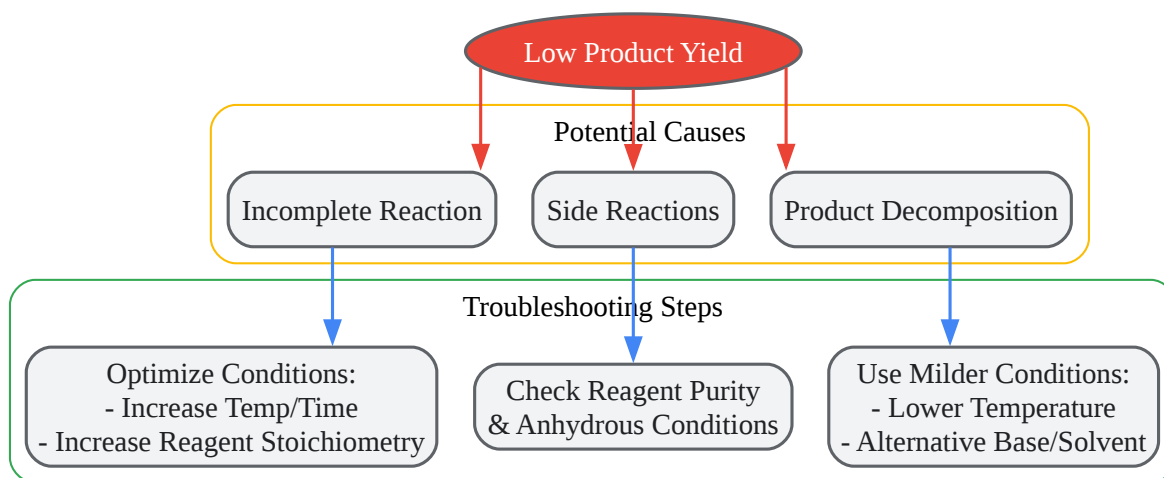 Low Product Yield
Potential Causes
Incomplete Reaction
Side Reactions
Product Decomposition
Troubleshooting Steps
Optimize Conditions:
- Increase Temp/Time
- Increase Reagent Stoichiometry
Check Reagent Purity
& Anhydrous Conditions
Use Milder Conditions:
- Lower Temperature
- Alternative Base/Solvent